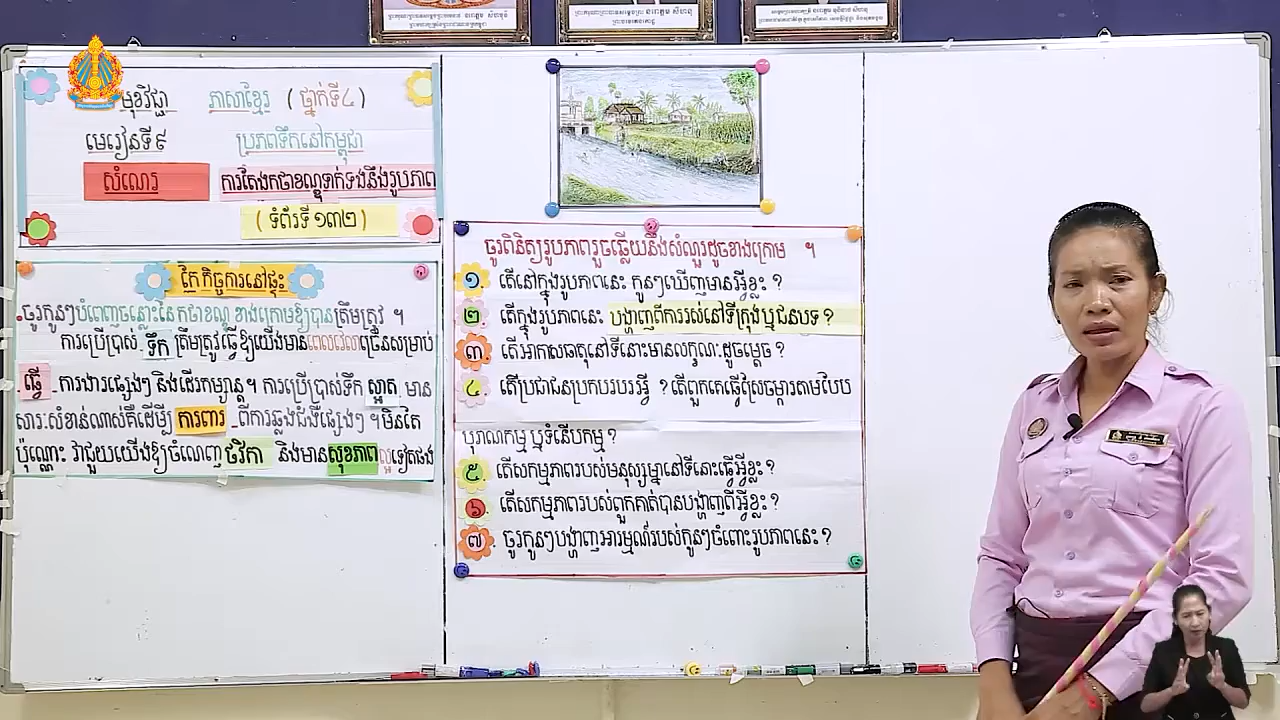 មុខវិជ្ជា ភាសាខ្មែរ (ថ្នាក់ទី៤)
មេរៀនទី៩ ប្រភពទឹកនៅកម្ពុជា
សំណេរ ការតែងកថាខណ្ឌទាក់ទងនឹងរូបភាព
(ទំព័រទី ១៣២)
កែកិច្ចការនៅផ្ទះ
ចូរកូនៗបំពេញចន្លោះនៃកថាខណ្ឌ ខាងក្រោមឱ្យបានត្រឹមត្រូវ ។
ការប្រើប្រាស់ ទឹក ត្រឹមត្រូវធ្វើឱ្យយើងមានពេលវេលាច្រើនសម្រាប់
ធ្វើ ការងារផ្សេងៗ និងដើរកម្សាន្ត។ ការប្រើប្រាស់ទឹក ស្អាត មាន
សារៈសំខាន់ណាស់គឺដើម្បី ការពារ ពីការឆ្លងជំងឺផ្សេងៗ ។មិនតែ
ប៉ុណ្ណោះ វាជួយយើងឱ្យចំណេញថវិកា និងមានសុខភាពល្អទៀតផង
ចូរពិនិត្យរូបភាពរួចឆ្លើយនឹងសំណួរដូចខាងក្រោម ។
១. តើនៅក្នុងរូបភាពនេះ កូនៗឃើញមានអ្វីខ្លះ ?
២. តើក្នុងរូបភាពនេះ បង្ហាញពីការរស់នៅទីក្រុងឬជនបទ ?
៣. តើអាកាសធាតុនៅទីនោះមានលក្ខណៈដូចម្ដេច ?
៤. តើប្រជាជនប្រកបរបរអ្វី ? តើពួកគេធ្វើស្រែចម្ការតាមបែប
បុរាណកម្ម ឬទំនើបកម្ម ?
៥. តើសកម្មភាពរបស់មនុស្សម្នានៅទីនោះធ្វើអ្វីខ្លះ ?
៦. តើសកម្មភាពរបស់ពួកគាត់បានបង្ហាញពីអ្វីខ្លះ ?
៧. ចូរកូនៗបង្ហាញអារម្មណ៍របស់កូនៗចំពោះរូបភាពនេះ ?